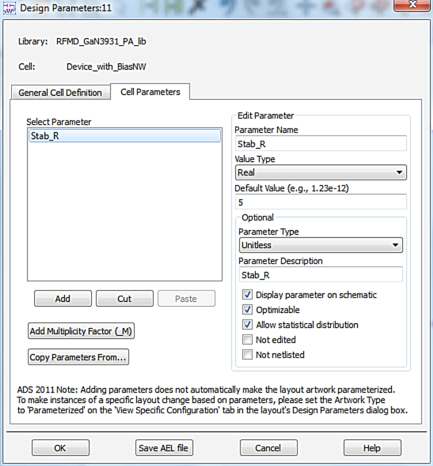 Design Parameters:11
Library: RFMD_GaN3931_PA_lib
Cell: Device_with_BiasNW
General Cell Definition
Cell Parameters
Select Parameter
Stab_R
Add
Cut
Paste
Add Multiplicity Factor (_M)
Copy Parameters From...
Edit Parameter
Parameter Name
Stab_R
Value Type
Real
Default Value (e.g., 1.23e-12)
5
Optional
Parameter Type
Unitless
Parameter Description
Stab_R
Display parameter on schematic
Optimizable
Allow statistical distribution
Not edited
Not netlisted
ADS 2011 Note: Adding parameters does not automatically make the layout artwork parameterized.
To make instances of a specific layout change based on parameters, please set the Artwork Type
to 'Parameterized' on the 'View Specific Configuration' tab in the layout's Design Parameters dialog box.
OK
Save AEL file
Cancel
Help